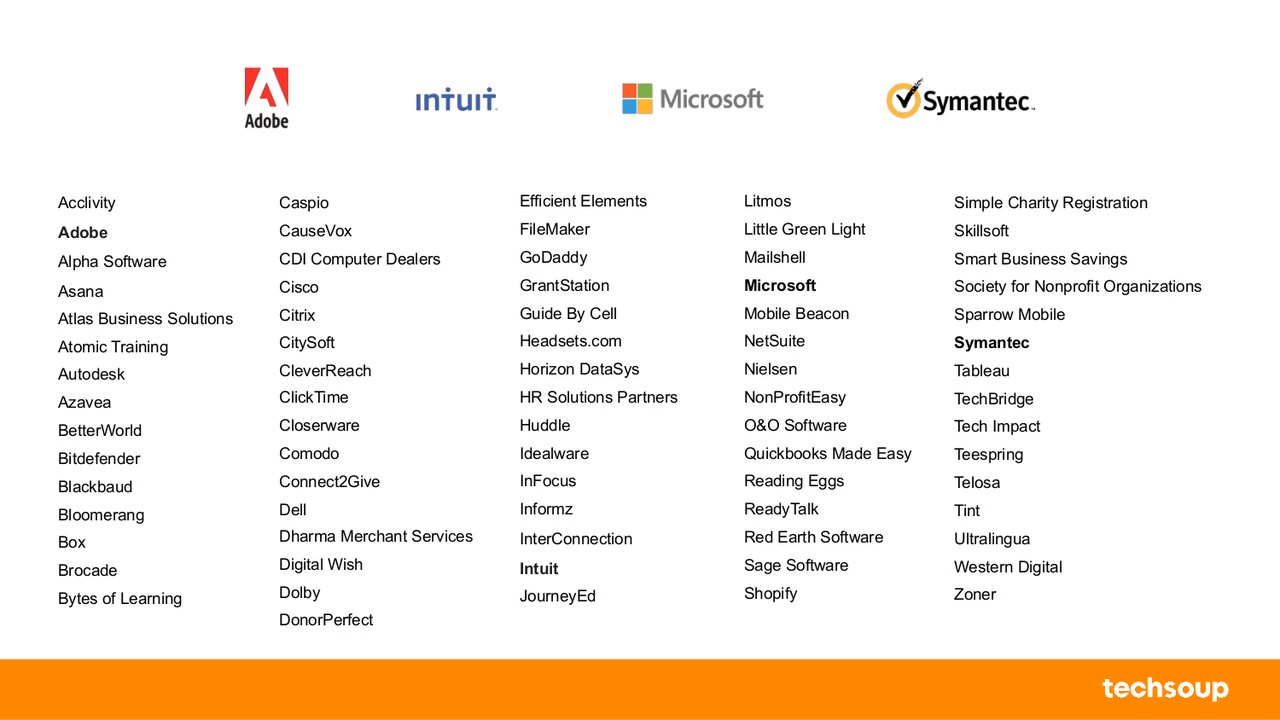 Adobe
intuit
Microsoft
Symantec
Acclivity
Adobe
Alpha Software
Asana
Atlas Business Solutions
Atomic Training
Autodesk
Azavea
BetterWorld
Bitdefender
Blackbaud
Bloomerang
Box
Brocade
Bytes of Learning
Caspio
CauseVox
CDI Computer Dealers
Cisco
Citrix
CitySoft
CleverReach
ClickTime
Closerware
Comodo
Connect2Give
Dell
Dharma Merchant Services
Digital Wish
Dolby
DonorPerfect
Efficient Elements
FileMaker
GoDaddy
GrantStation
Guide By Cell
Headsets.com
Horizon DataSys
HR Solutions Partners
Huddle
Idealware
InFocus
Informz
InterConnection
Intuit
JourneyEd
Litmos
Little Green Light
Mailshell
Microsoft
Mobile Beacon
NetSuite
Nielsen
NonProfitEasy
O&O Software
Quickbooks Made Easy
Reading Eggs
ReadyTalk
Red Earth Software
Sage Software
Shopify
Simple Charity Registration
Skillsoft
Smart Business Savings
Society for Nonprofit Organizations
Sparrow Mobile
Symantec
Tableau
TechBridge
Tech Impact
Teespring
Telosa
Tint
Ultralingua
Western Digital
Zoner
techsoup